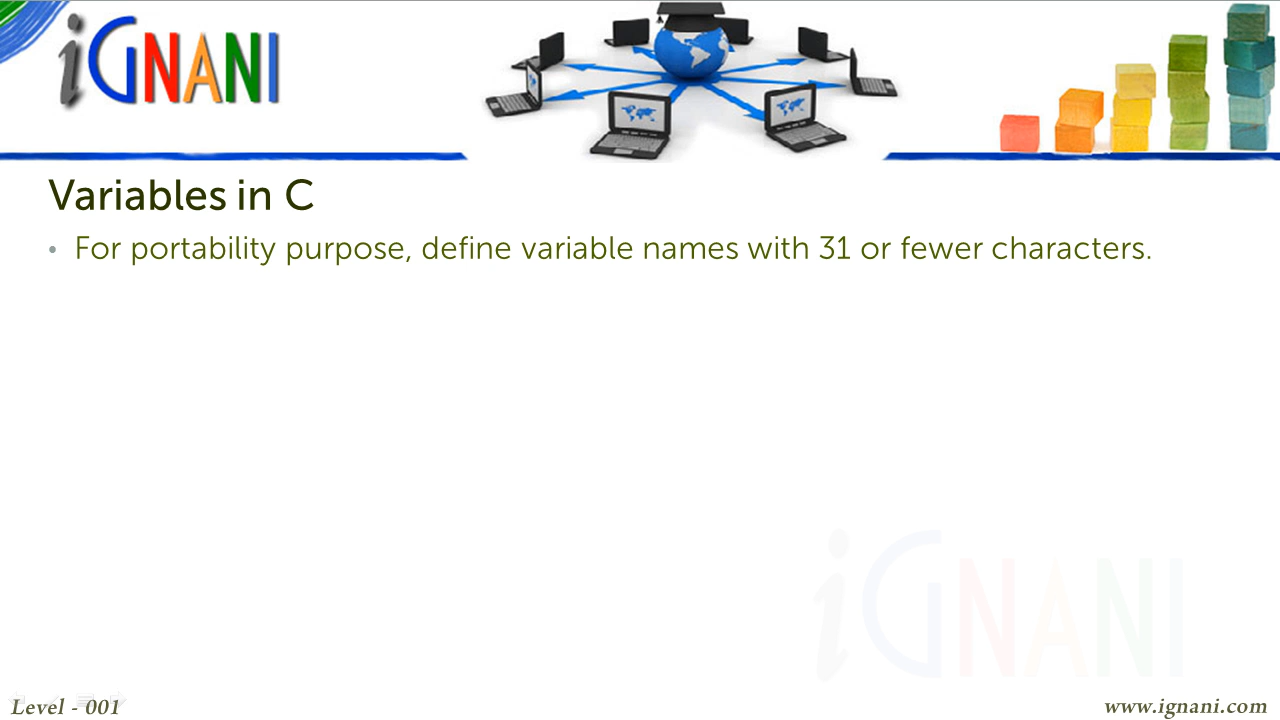 iGNANI
Variables in C
• For portability purpose, define variable names with 31 or fewer characters.
iGNANI
Level - 001
www.ignani.com